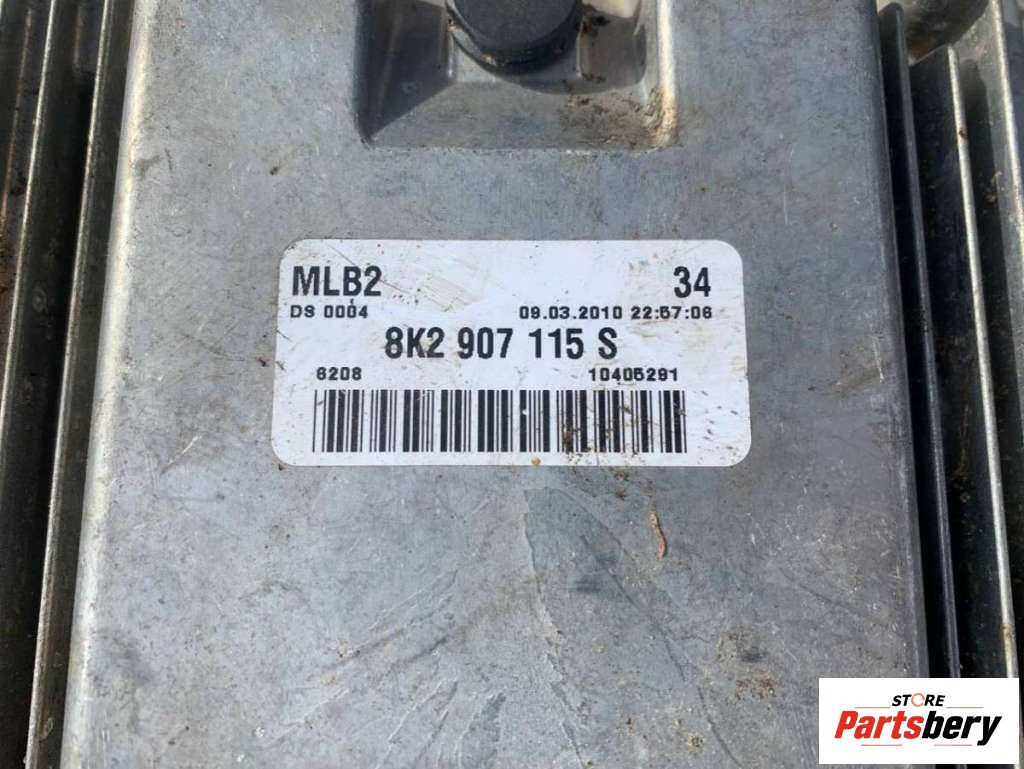 MLB2 34
DS 0004 09.03.2010 22:57:06
8K2 907 115 S
6208 10405291
STORE
Partsbery